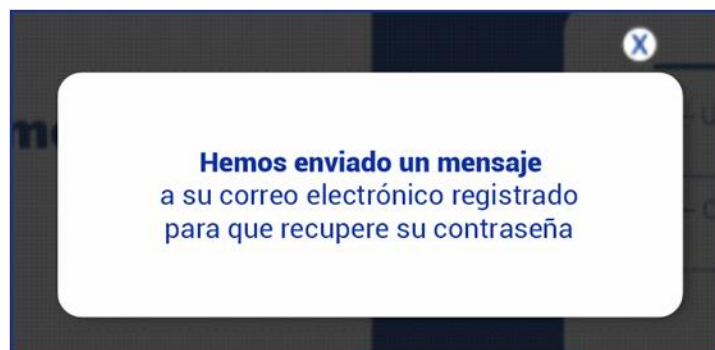 X
Hemos enviado un mensaje
a su correo electrónico registrado
para que recupere su contraseña